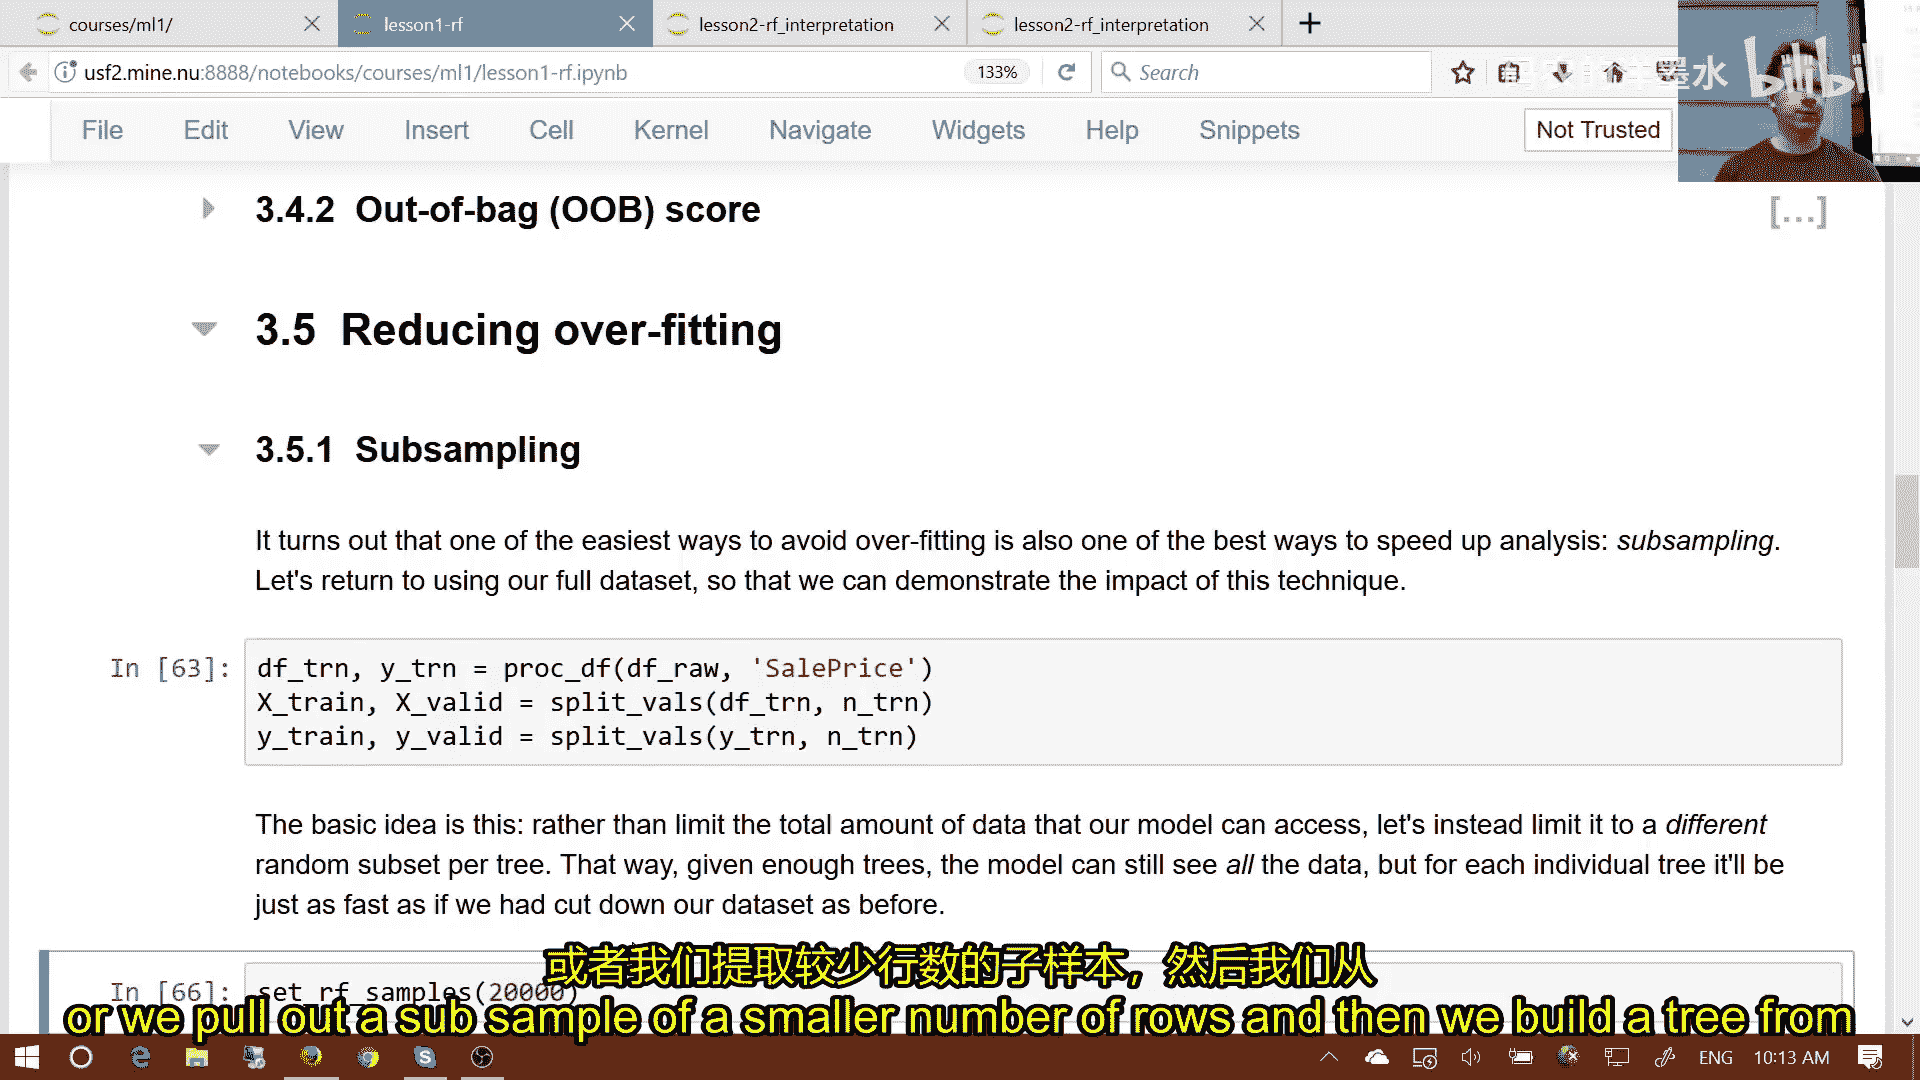 courses/ml1/
lesson1-rf
lesson2-rf_interpretation
lesson2-rf_interpretation
usf2.mine.nu:8888/notebooks/courses/ml1/lesson1-rf.ipynb
133%
Search
墨水
bilibili
File Edit View Insert Cell Kernel Navigate Widgets Help Snippets
Not Trusted
3.4.2 Out-of-bag (OOB) score
[...]
3.5 Reducing over-fitting
3.5.1 Subsampling
It turns out that one of the easiest ways to avoid over-fitting is also one of the best ways to speed up analysis: subsampling.
Let's return to using our full dataset, so that we can demonstrate the impact of this technique.
In [63]:
df_trn, y_trn = proc_df(df_raw, 'SalePrice')
X_train, X_valid = split_vals(df_trn, n_trn)
y_train, y_valid = split_vals(y_trn, n_trn)
The basic idea is this: rather than limit the total amount of data that our model can access, let's instead limit it to a different
random subset per tree. That way, given enough trees, the model can still see all the data, but for each individual tree it'll be
just as fast as if we had cut down our dataset as before.
或者我们提取较少行数的子样本，然后我们从
In [66]:
set_rf_samples(20000)
or we pull out a sub sample of a smaller number of rows and then we build a tree from
ENG
10:13 AM